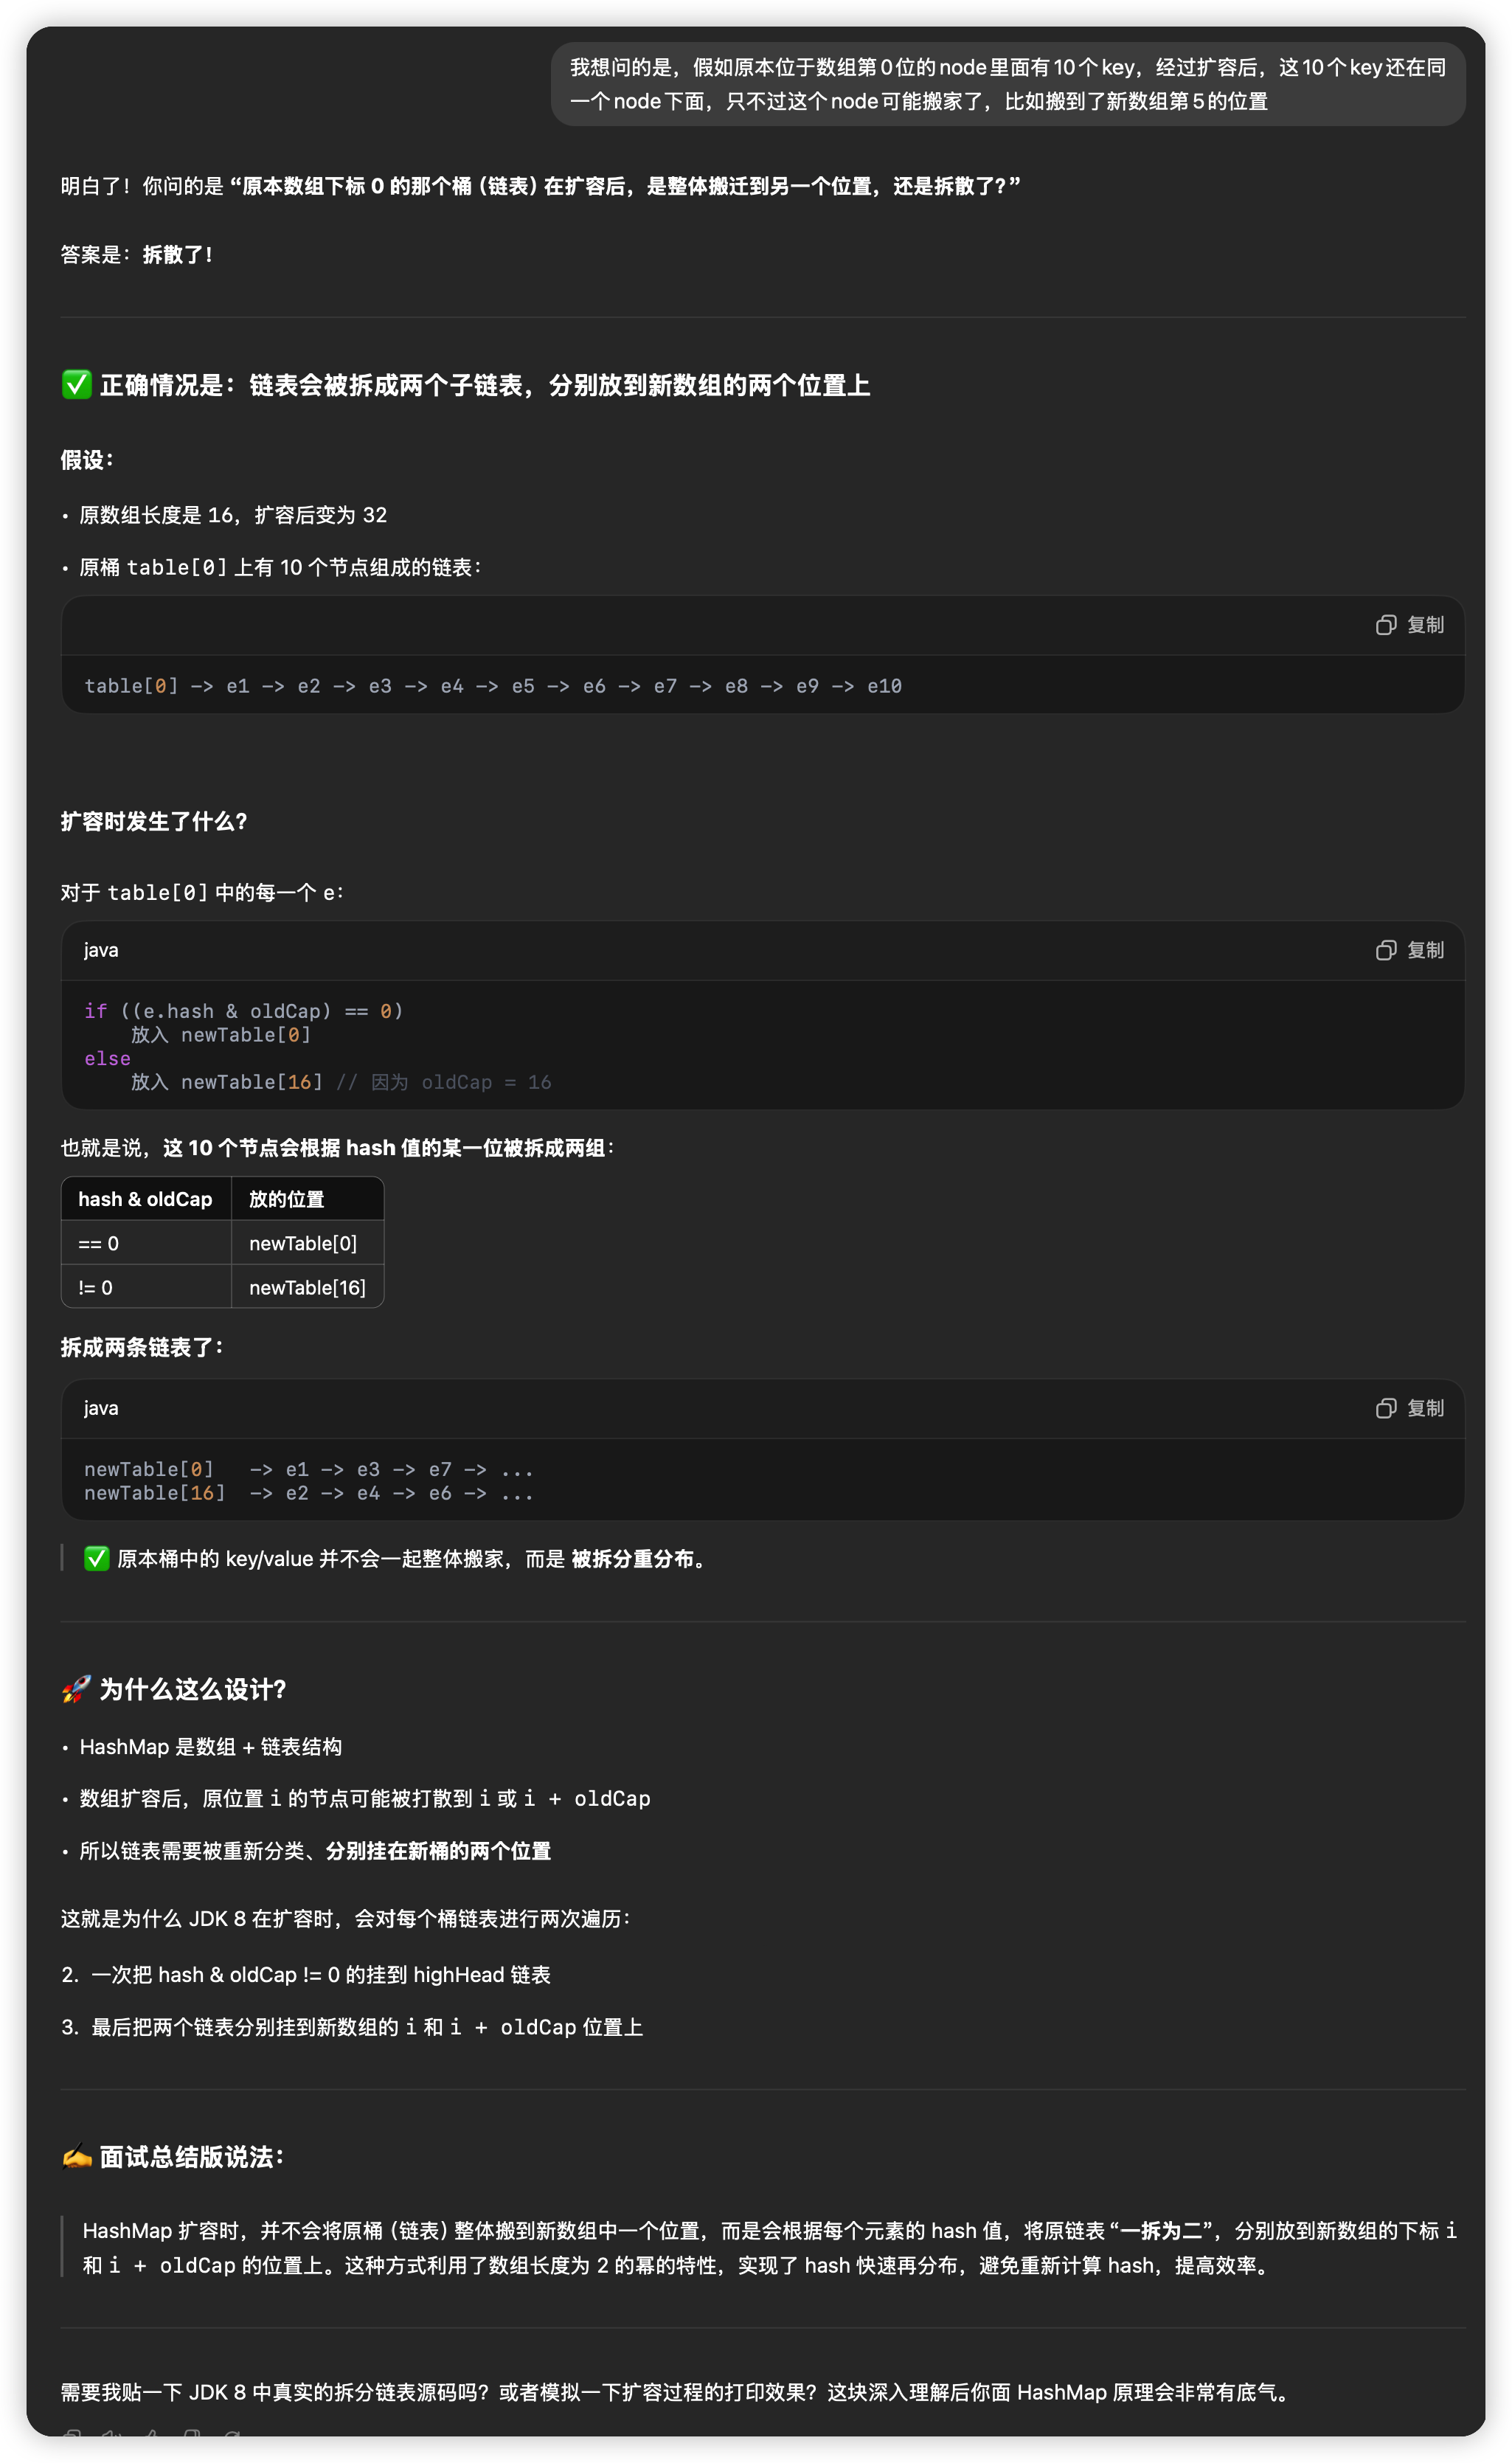 我想问的是，假如原本位于数组第0位的node里面有10个key，经过扩容后，这10个key还在同
一个node下面，只不过这个node可能搬家了，比如搬到了新数组第5的位置
明白了！你问的是 “原本数组下标 0 的那个桶（链表）在扩容后，是整体搬迁到另一个位置，还是拆散了？”
答案是：拆散了！
✅ 正确情况是：链表会被拆成两个子链表，分别放到新数组的两个位置上
假设：
• 原数组长度是 16，扩容后变为 32
• 原桶 table[0] 上有 10 个节点组成的链表：
复制
table[0] —> e1 —> e2 —> e3 —> e4 —> e5 —> e6 —> e7 —> e8 —> e9 —> e10
扩容时发生了什么？
对于 table[0] 中的每一个 e：
java 复制
if ((e.hash & oldCap) == 0)
    放入 newTable[0]
else
    放入 newTable[16] // 因为 oldCap = 16
也就是说，这 10 个节点会根据 hash 值的某一位被拆成两组：
hash & oldCap 放的位置
== 0 newTable[0]
!= 0 newTable[16]
拆成两条链表了：
java 复制
newTable[0]   —> e1 —> e3 —> e7 —> ...
newTable[16]  —> e2 —> e4 —> e6 —> ...
✅ 原本桶中的 key/value 并不会一起整体搬家，而是 被拆分重分布。
🚀 为什么这么设计？
• HashMap 是数组 + 链表结构
• 数组扩容后，原位置 i 的节点可能被打散到 i 或 i + oldCap
• 所以链表需要被重新分类、分别挂在新桶的两个位置
这就是为什么 JDK 8 在扩容时，会对每个桶链表进行两次遍历：
2. 一次把 hash & oldCap != 0 的挂到 highHead 链表
3. 最后把两个链表分别挂到新数组的 i 和 i + oldCap 位置上
✍️ 面试总结版说法：
HashMap 扩容时，并不会将原桶（链表）整体搬到新数组中一个位置，而是会根据每个元素的 hash 值，将原链表 “一拆为二”，分别放到新数组的下标 i
和 i + oldCap 的位置上。这种方式利用了数组长度为 2 的幂的特性，实现了 hash 快速再分布，避免重新计算 hash，提高效率。
需要我贴一下 JDK 8 中真实的拆分链表源码吗？或者模拟一下扩容过程的打印效果？这块深入理解后你面 HashMap 原理会非常有底气。